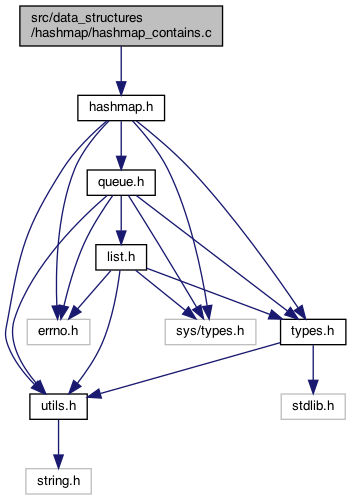 src/data_structures
/hashmap/hashmap_contains.c
hashmap.h
queue.h
list.h
errno.h
sys/types.h
types.h
utils.h
stdlib.h
string.h